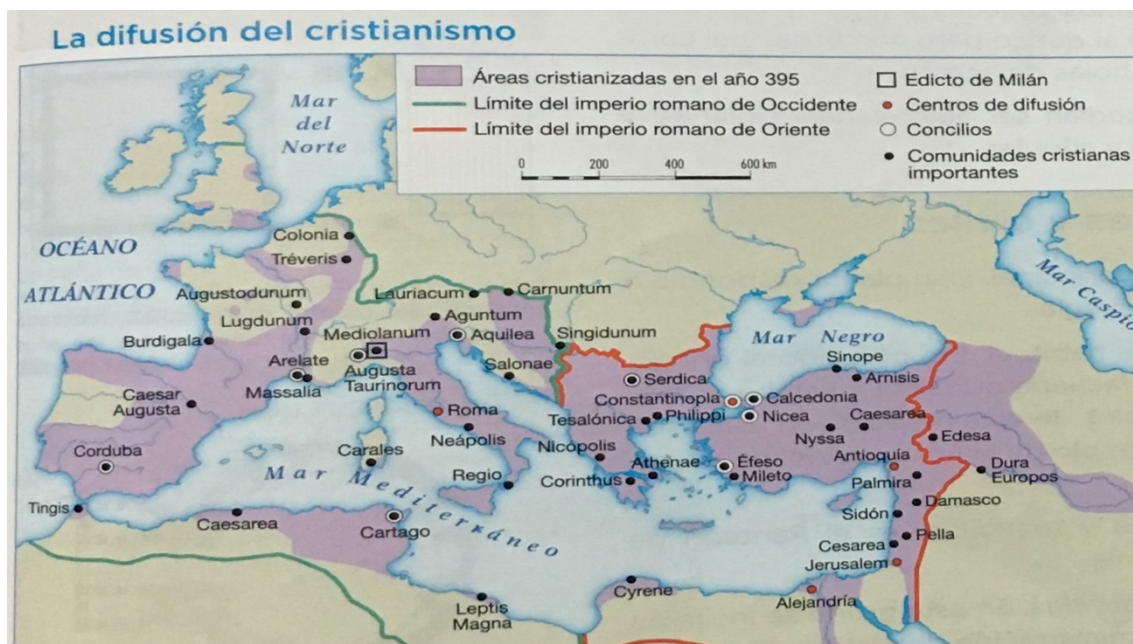 La difusión del cristianismo
Áreas cristianizadas en el año 395
Límite del imperio romano de Occidente
Límite del imperio romano de Oriente
0 200 400 600 km
Edicto de Milán
Centros de difusión
Concilios
Comunidades cristianas
importantes
Mar
del
Norte
OCÉANO
ATLÁNTICO
Colonia
Tréveris
Augustodunum
Lugdunum
Burdigala
Arelate
Massalia
Lauriacum
Carnuntum
Aguntum
Mediolanum
Aquilea
Augusta
Taurinorum
Singidunum
Salonae
Mar Negro
Mar Caspio
Sinope
Arnisis
Serdica
Constantinopla
Calcedonia
Tesalónica
Philippi
Nicea
Caesarea
Nyssa
Caesar
Augusta
Roma
Neápolis
Nicópolis
Edesa
Corduba
Carales
Regio
Athenae
Corinthus
Éfeso
Mileto
Antioquía
Palmira
Dura
Europos
Mar Mediterráneo
Tingis
Caesarea
Cartago
Sidón
Damasco
Cesarea
Pella
Jerusalem
Leptis
Magna
Cyrene
Alejandría